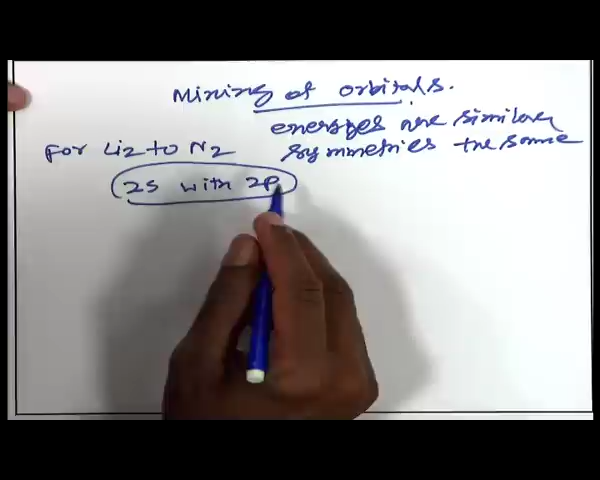 Mixing of orbitals.
energies are similar
symmetries the same
For Li2 to N2
2s with 2p